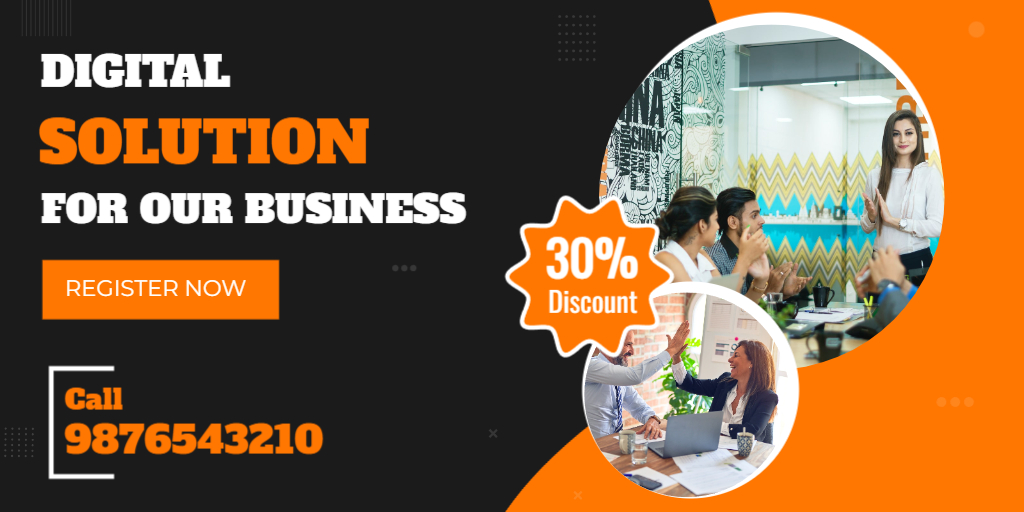 DIGITAL
SOLUTION
FOR OUR BUSINESS
REGISTER NOW
Call
9876543210
30%
Discount